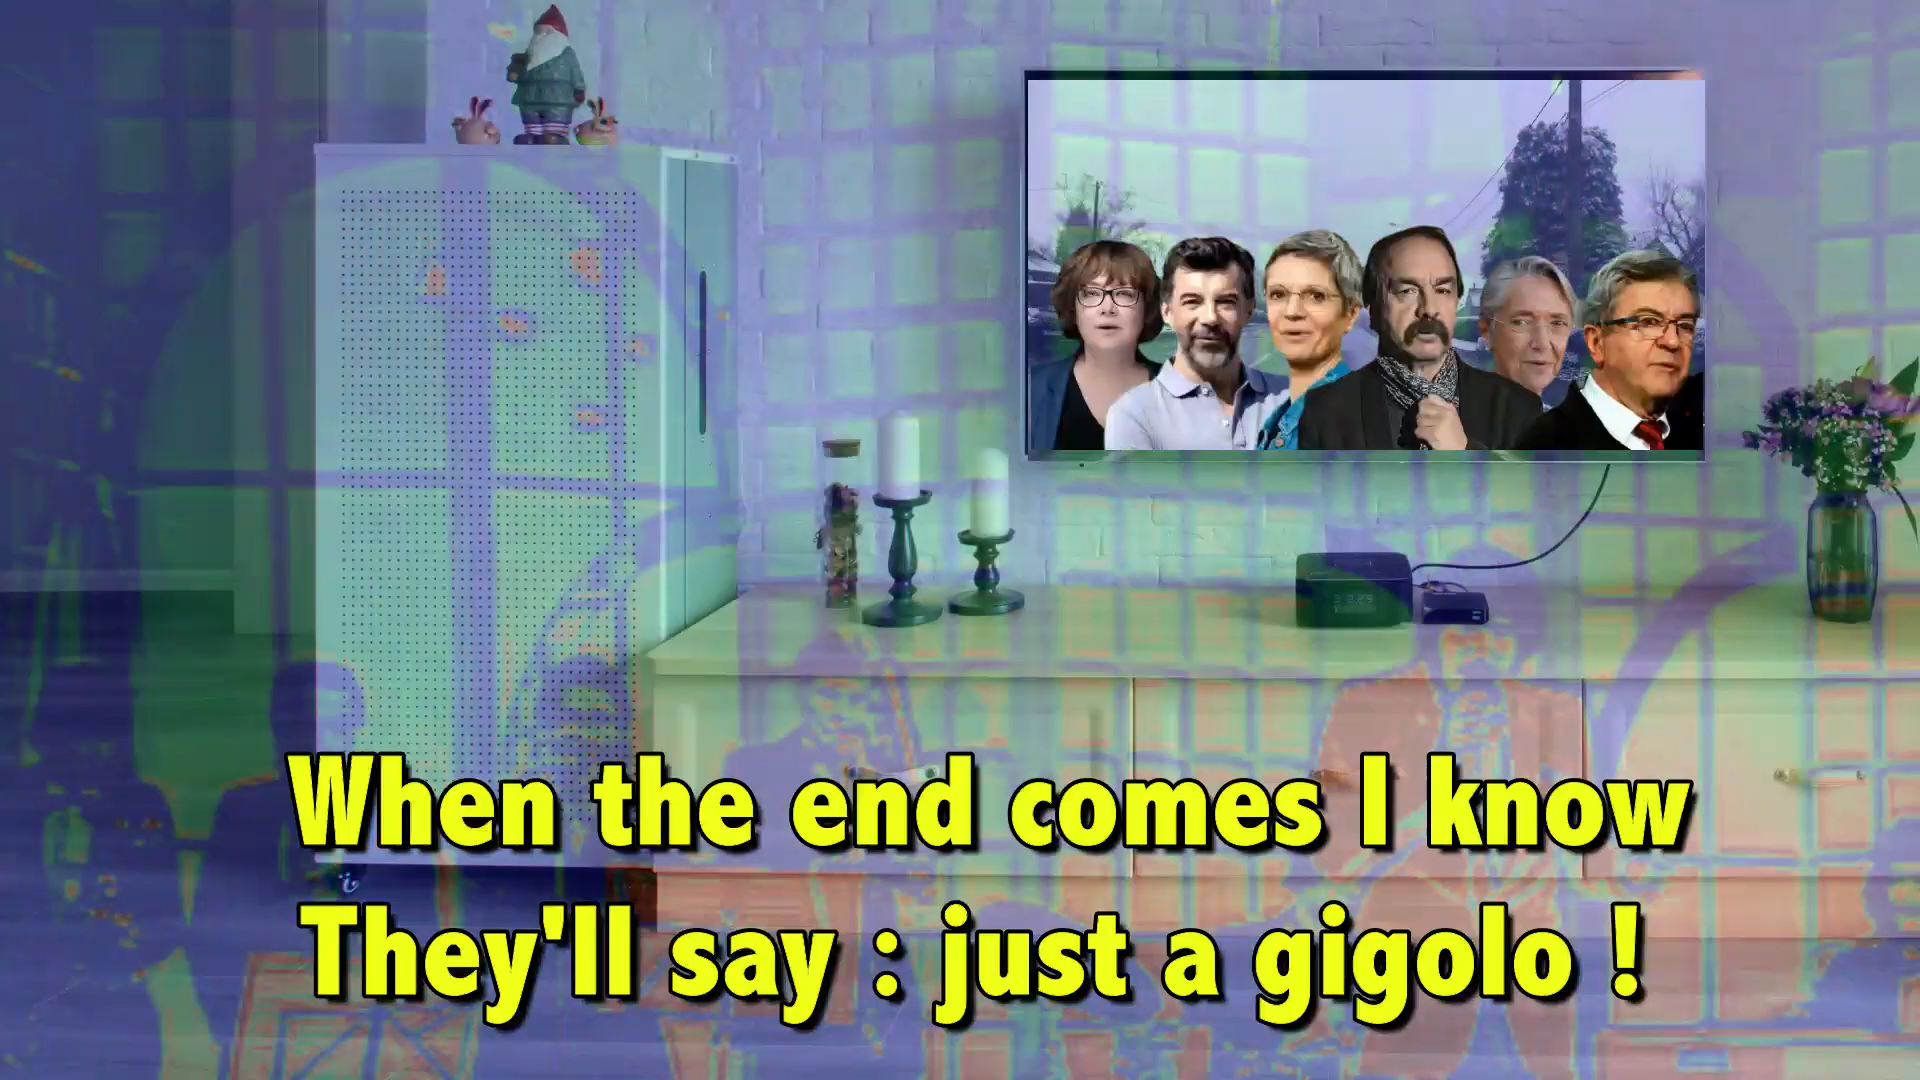 When the end comes I know
They'll say : just a gigolo !